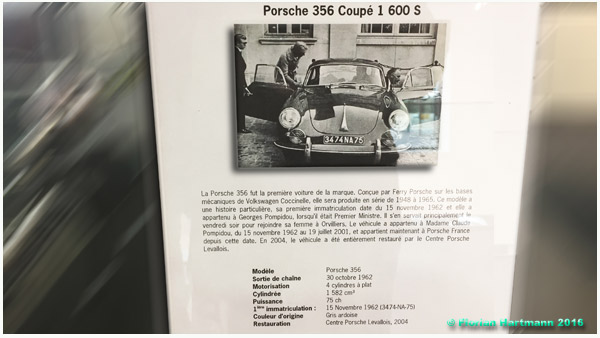 Porsche 356 Coupé 1 600 S
3474NA75
La Porsche 356 fut la première voiture de la marque. Conçue par Ferry Porsche sur les bases
mécaniques de Volkswagen Coccinelle, elle sera produite en série de 1948 à 1965. Ce modèle a
une histoire particulière, sa première immatriculation date du 15 novembre 1962 et elle a
appartenu à Georges Pompidou, lorsqu'il était Premier Ministre. Il s'en servait principalement le
vendredi soir pour rejoindre sa femme à Orvilliers. Le véhicule a appartenu à Madame Claude
Pompidou, du 15 novembre 1962 au 19 juillet 2001, et appartient maintenant à Porsche France
depuis cette date. En 2004, le véhicule a été entièrement restauré par le Centre Porsche
Levallois.
Modèle Porsche 356
Sortie de chaîne 30 octobre 1962
Motorisation 4 cylindres à plat
Cylindrée 1 582 cm³
Puissance 75 ch
1ère immatriculation : 15 Novembre 1962 (3474-NA-75)
Couleur d'origine Gris ardoise
Restauration Centre Porsche Levallois, 2004
© Florian Hartmann 2016